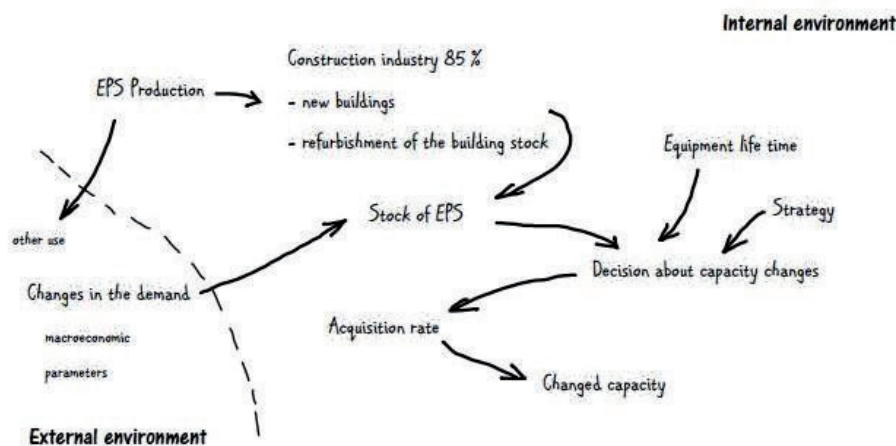 Internal environment
Construction industry 85 %
EPS Production
- new buildings
- refurbishment of the building stock
Equipment life time
Stock of EPS
Strategy
other use
Decision about capacity changes
Changes in the demand
Acquisition rate
macroeconomic
parameters
Changed capacity
External environment